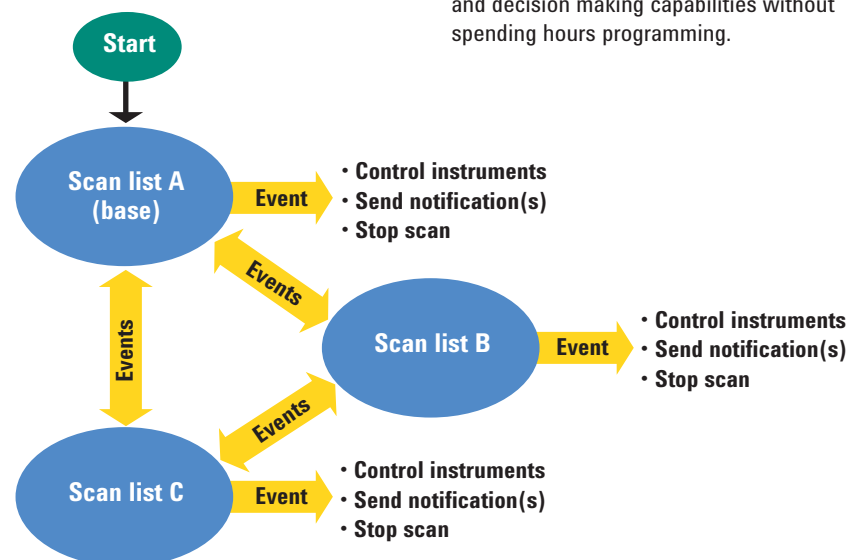 and decision making capabilities without
spending hours programming.
Start
Scan list A
(base)
Event
• Control instruments
• Send notification(s)
• Stop scan
Events
Events
Scan list B
Event
• Control instruments
• Send notification(s)
• Stop scan
Events
Scan list C
Event
• Control instruments
• Send notification(s)
• Stop scan